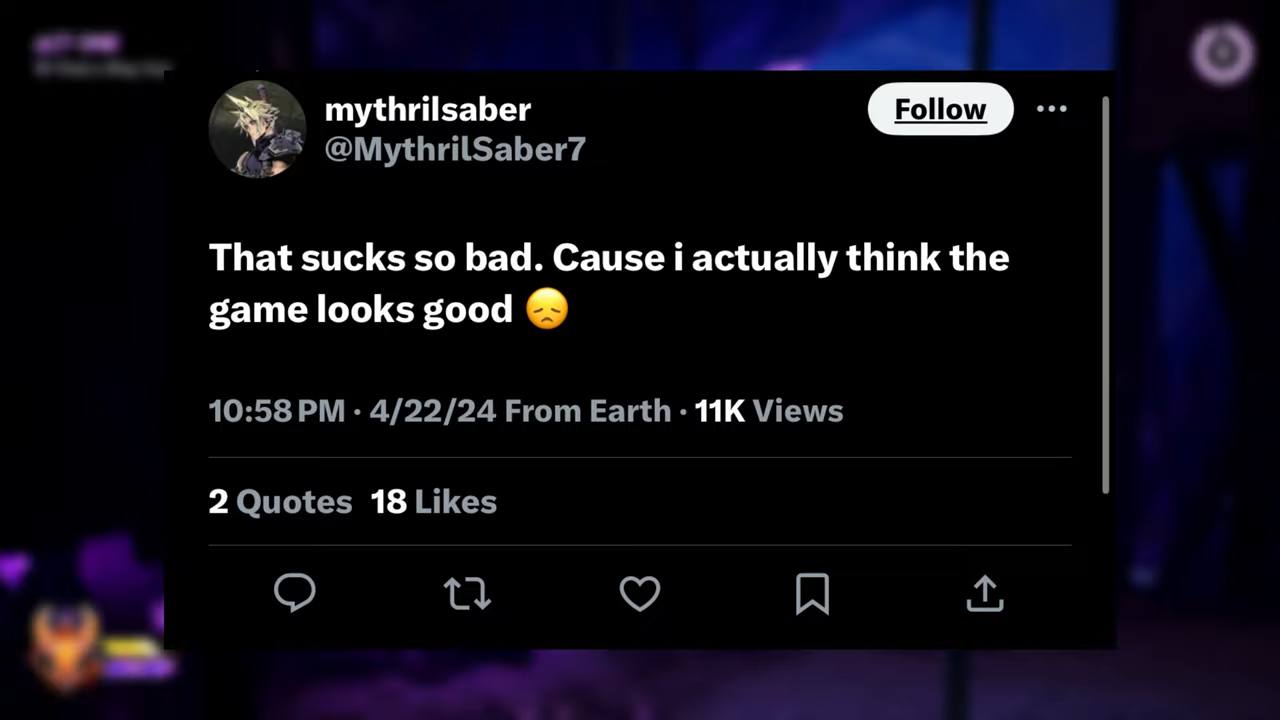 mythrilsaber
Follow
@MythrilSaber7
That sucks so bad. Cause i actually think the
game looks good 😞
10:58 PM · 4/22/24 From Earth · 11K Views
2 Quotes 18 Likes